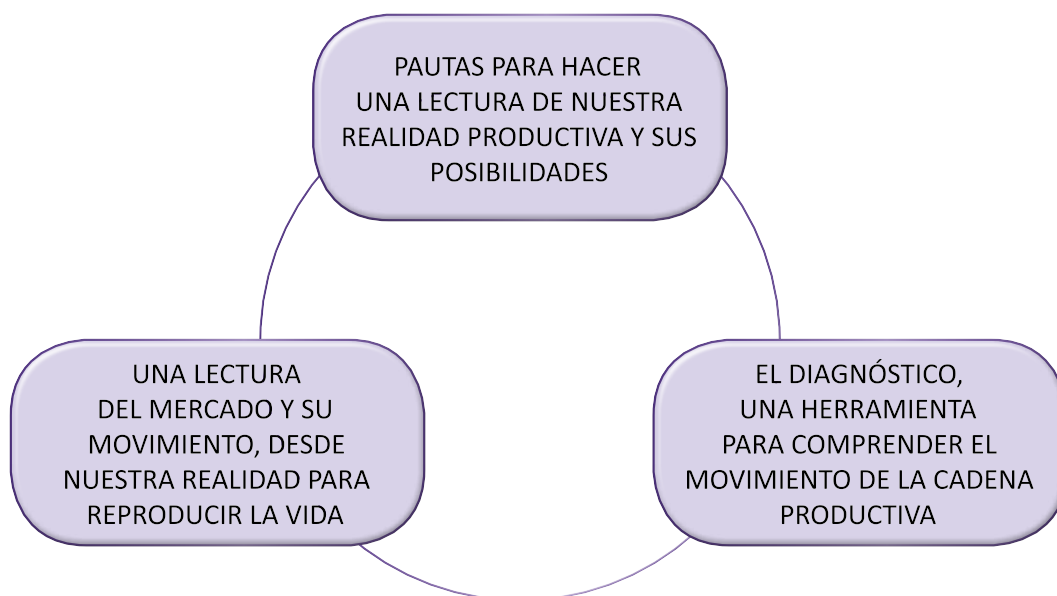 PAUTAS PARA HACER
UNA LECTURA DE NUESTRA
REALIDAD PRODUCTIVA Y SUS
POSIBILIDADES
UNA LECTURA
DEL MERCADO Y SU
MOVIMIENTO, DESDE
NUESTRA REALIDAD PARA
REPRODUCIR LA VIDA
EL DIAGNÓSTICO,
UNA HERRAMIENTA
PARA COMPRENDER EL
MOVIMIENTO DE LA CADENA
PRODUCTIVA